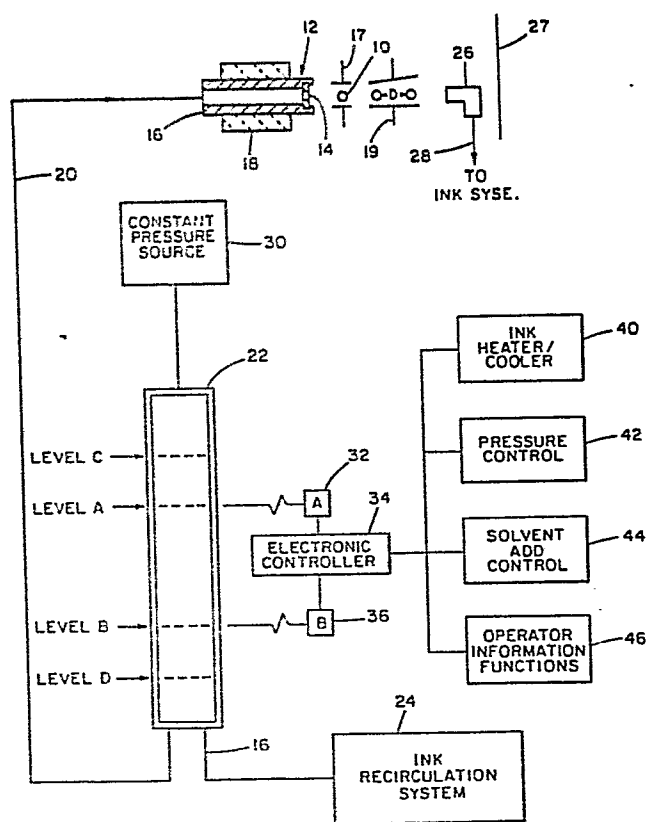 12
17
10
26
27
16
18
14
19
28
TO
INK SYSE.
20
CONSTANT
PRESSURE
SOURCE
30
22
LEVEL C
LEVEL A
LEVEL B
LEVEL D
32
A
34
ELECTRONIC
CONTROLLER
B
36
INK
HEATER/
COOLER
40
PRESSURE
CONTROL
42
SOLVENT
ADD
CONTROL
44
OPERATOR
INFORMATION
FUNCTIONS
46
16
24
INK
RECIRCULATION
SYSTEM